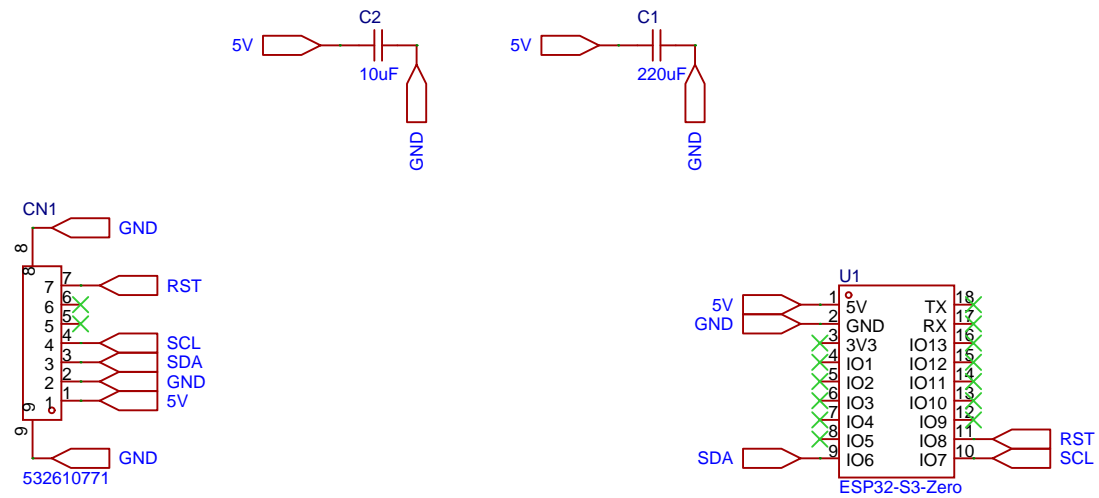 C2
5V
10uF
GND
C1
5V
220uF
GND
CN1
8
GND
8
7
7
RST
6
6
5
5
4
4
SCL
3
3
SDA
2
2
GND
1
1
5V
9
9
GND
532610771
U1
5V
1
5V
TX
18
GND
2
GND
RX
17
3
3V3
IO13
16
4
IO1
IO12
15
5
IO2
IO11
14
6
IO3
IO10
13
7
IO4
IO9
12
8
IO5
IO8
11
RST
SDA
9
IO6
IO7
10
SCL
ESP32-S3-Zero